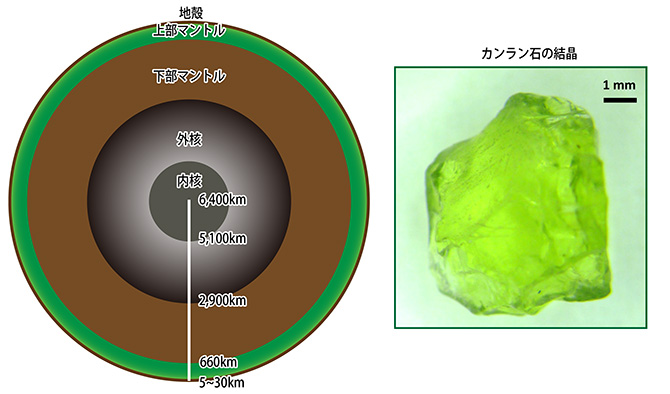 地殻
上部マントル
下部マントル
外核
内核
6,400km
5,100km
2,900km
660km
5~30km
カンラン石の結晶
1 mm